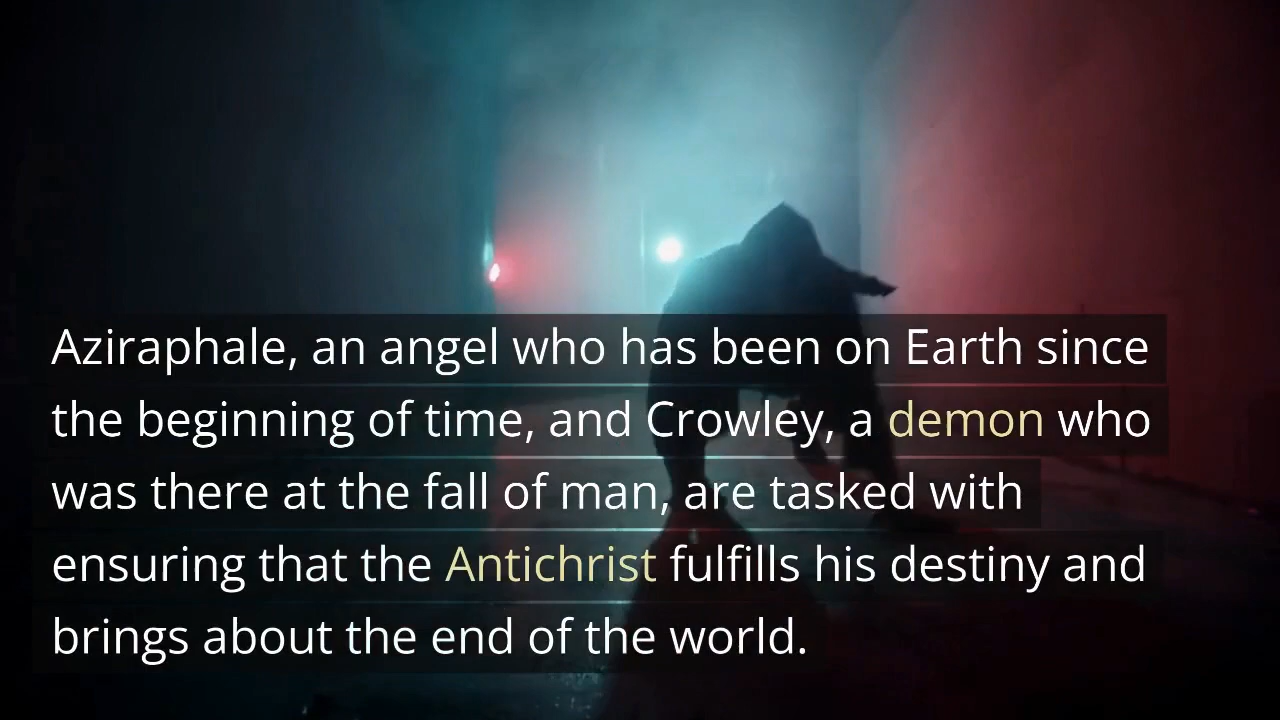 Aziraphale, an angel who has been on Earth since
the beginning of time, and Crowley, a demon who
was there at the fall of man, are tasked with
ensuring that the Antichrist fulfills his destiny and
brings about the end of the world.